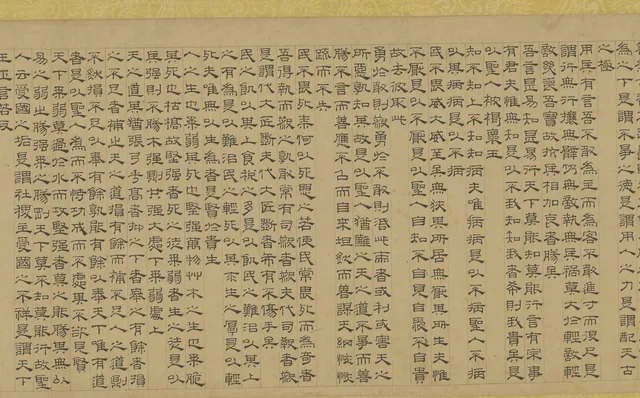 為之下是謂不爭之德是謂用人之力是謂配天古
之極
用兵有言吾不敢為主而為客不敢進寸而退尺是
謂行無行攘無臂仍無敵執無兵禍莫大於輕敵輕
敵幾喪吾寶故抗兵相加哀者勝矣
吾言甚易知甚易行天下莫能知莫能行言有宗事
有君夫惟無知是以不我知知我者希則我貴矣是
以聖人被褐懷玉
知不知上不知知病夫唯病病是以不病聖人不病
以其病病是以不病
民不畏威大威至矣無狹其所居無厭其所生夫惟
不厭是以不厭是以聖人自知不自見自愛不自貴
故去彼取此
勇於敢則殺勇於不敢則活此兩者或利或害天之
所惡孰知其故是以聖人猶難之天之道不爭而善
勝不言而善應不召而自來坦然而善謀天網恢恢
踈而不失
民不畏死柰何以死懼之若使民常畏死而為奇者
吾得執而殺之孰敢常有司殺者殺夫代司殺者殺
是謂代大匠斲夫代大匠斲者希有不傷手矣
民之飢以其上食稅之多是以飢民之難治以其上
之有為是以難治民之輕死以其求生之厚是以輕
死夫唯無以生為者是賢於貴生
人之生也柔弱其死也堅強萬物艸木之生也柔脆
其死也枯槁故堅強者死之徒柔弱者生之徒是以
兵強則不勝木強則共強大處下柔弱處上
天之道其猶張弓乎高者抑之下者舉之有餘者損
之不足者補之天之道損有餘而補不足人之道則
不然損不足以奉有餘孰能有餘以奉天下唯有道
者是以聖人為而不恃功成而不處其不欲見賢
天下柔弱莫過於水而攻堅強者莫之能勝其無以
易之弱之勝強柔之勝剛天下莫不知莫能行故聖
人云受國之垢是謂社稷主受國之不祥是謂天下
王正言若反